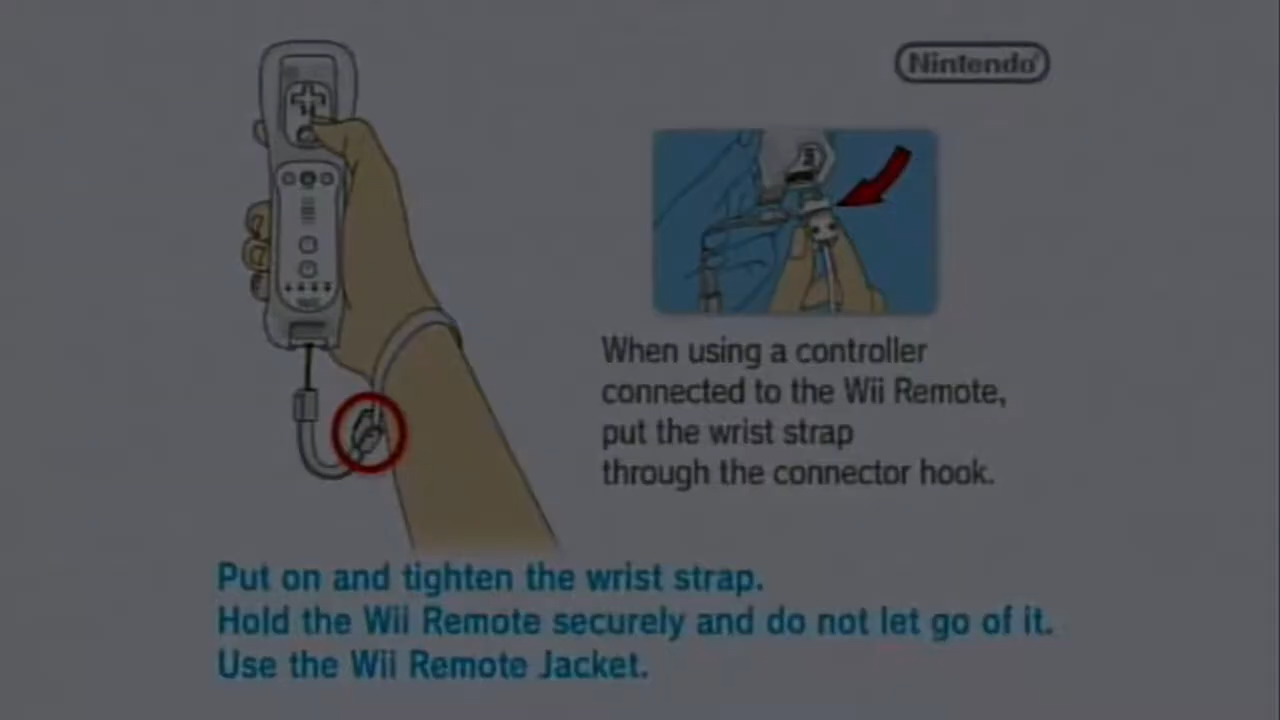 Nintendo
When using a controller
connected to the Wii Remote,
put the wrist strap
through the connector hook.
Put on and tighten the wrist strap.
Hold the Wii Remote securely and do not let go of it.
Use the Wii Remote Jacket.